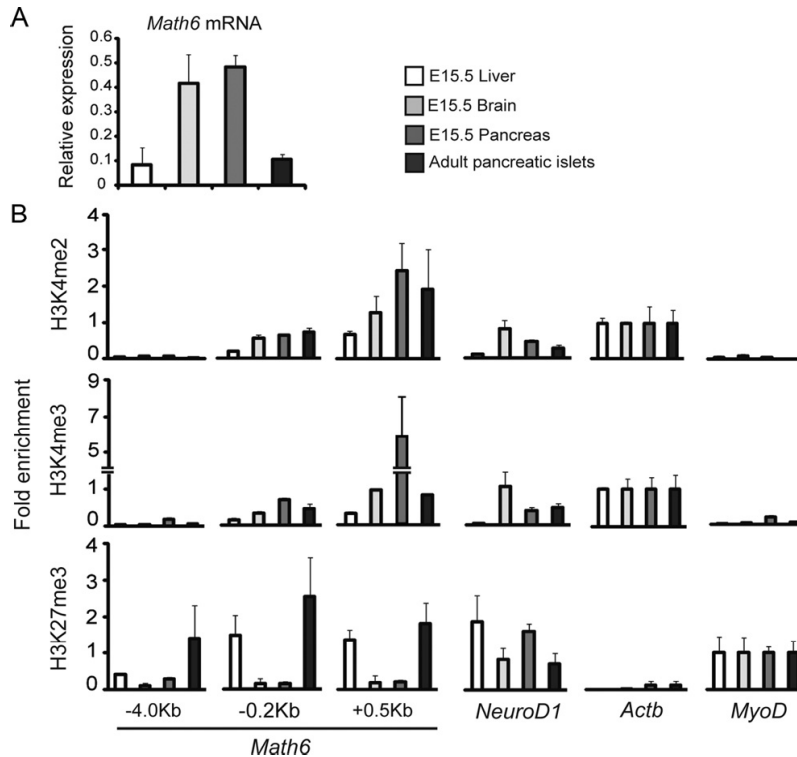 A
Math6 mRNA
Relative expression
0.6
0.5
0.4
0.3
0.2
0.1
0
E15.5 Liver
E15.5 Brain
E15.5 Pancreas
Adult pancreatic islets
B
Fold enrichment
H3K4me2
4
3
2
1
0
H3K4me3
9
7
5
1
0
H3K27me3
4
3
2
1
0
-4.0Kb
-0.2Kb
+0.5Kb
NeuroD1
Actb
MyoD
Math6